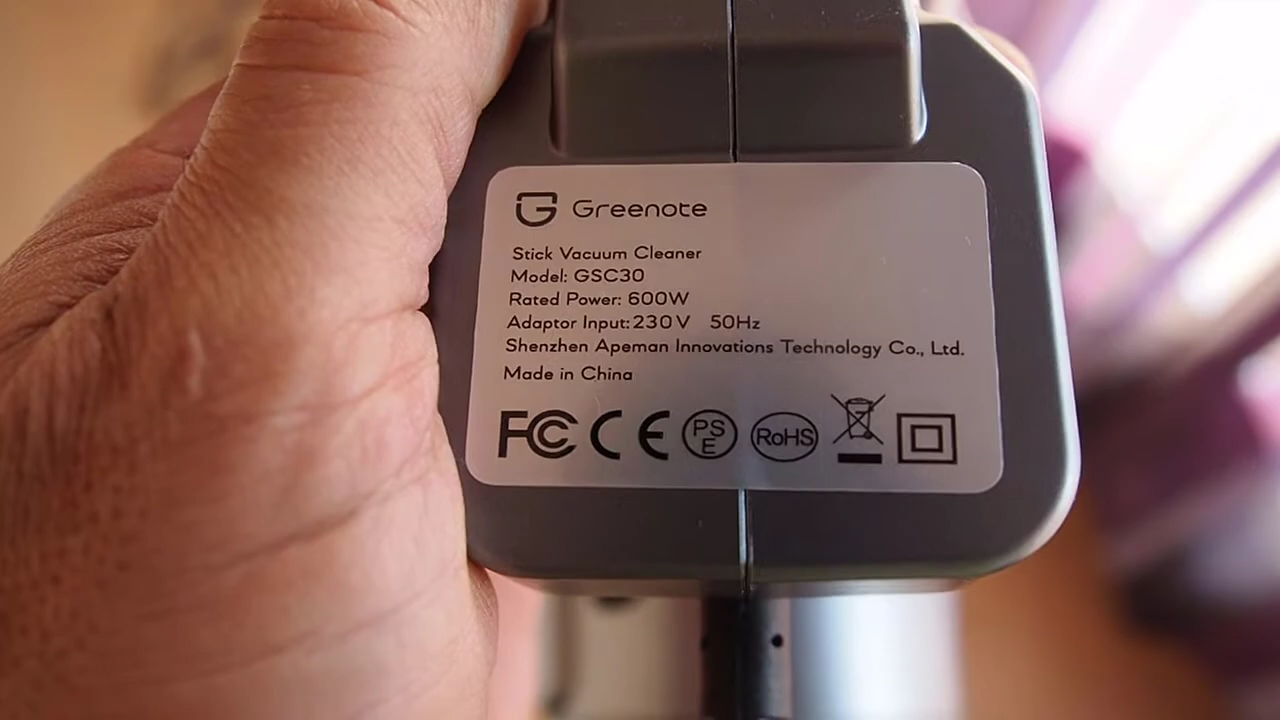 Greenote
Stick Vacuum Cleaner
Model: GSC30
Rated Power: 600W
Adaptor Input: 230V 50Hz
Shenzhen Apeman Innovations Technology Co., Ltd.
Made in China
FC CE PSE RoHS